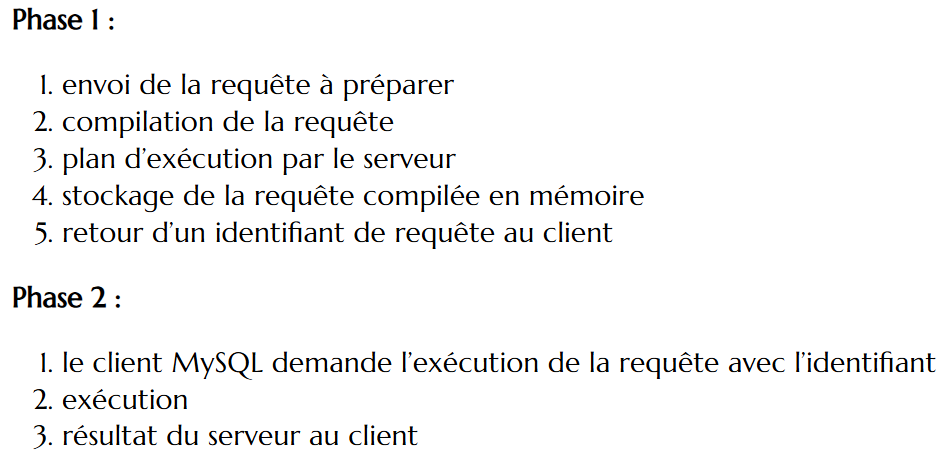 Phase 1 :
1. envoi de la requête à préparer
2. compilation de la requête
3. plan d’exécution par le serveur
4. stockage de la requête compilée en mémoire
5. retour d’un identifiant de requête au client
Phase 2 :
1. le client MySQL demande l’exécution de la requête avec l’identifiant
2. exécution
3. résultat du serveur au client